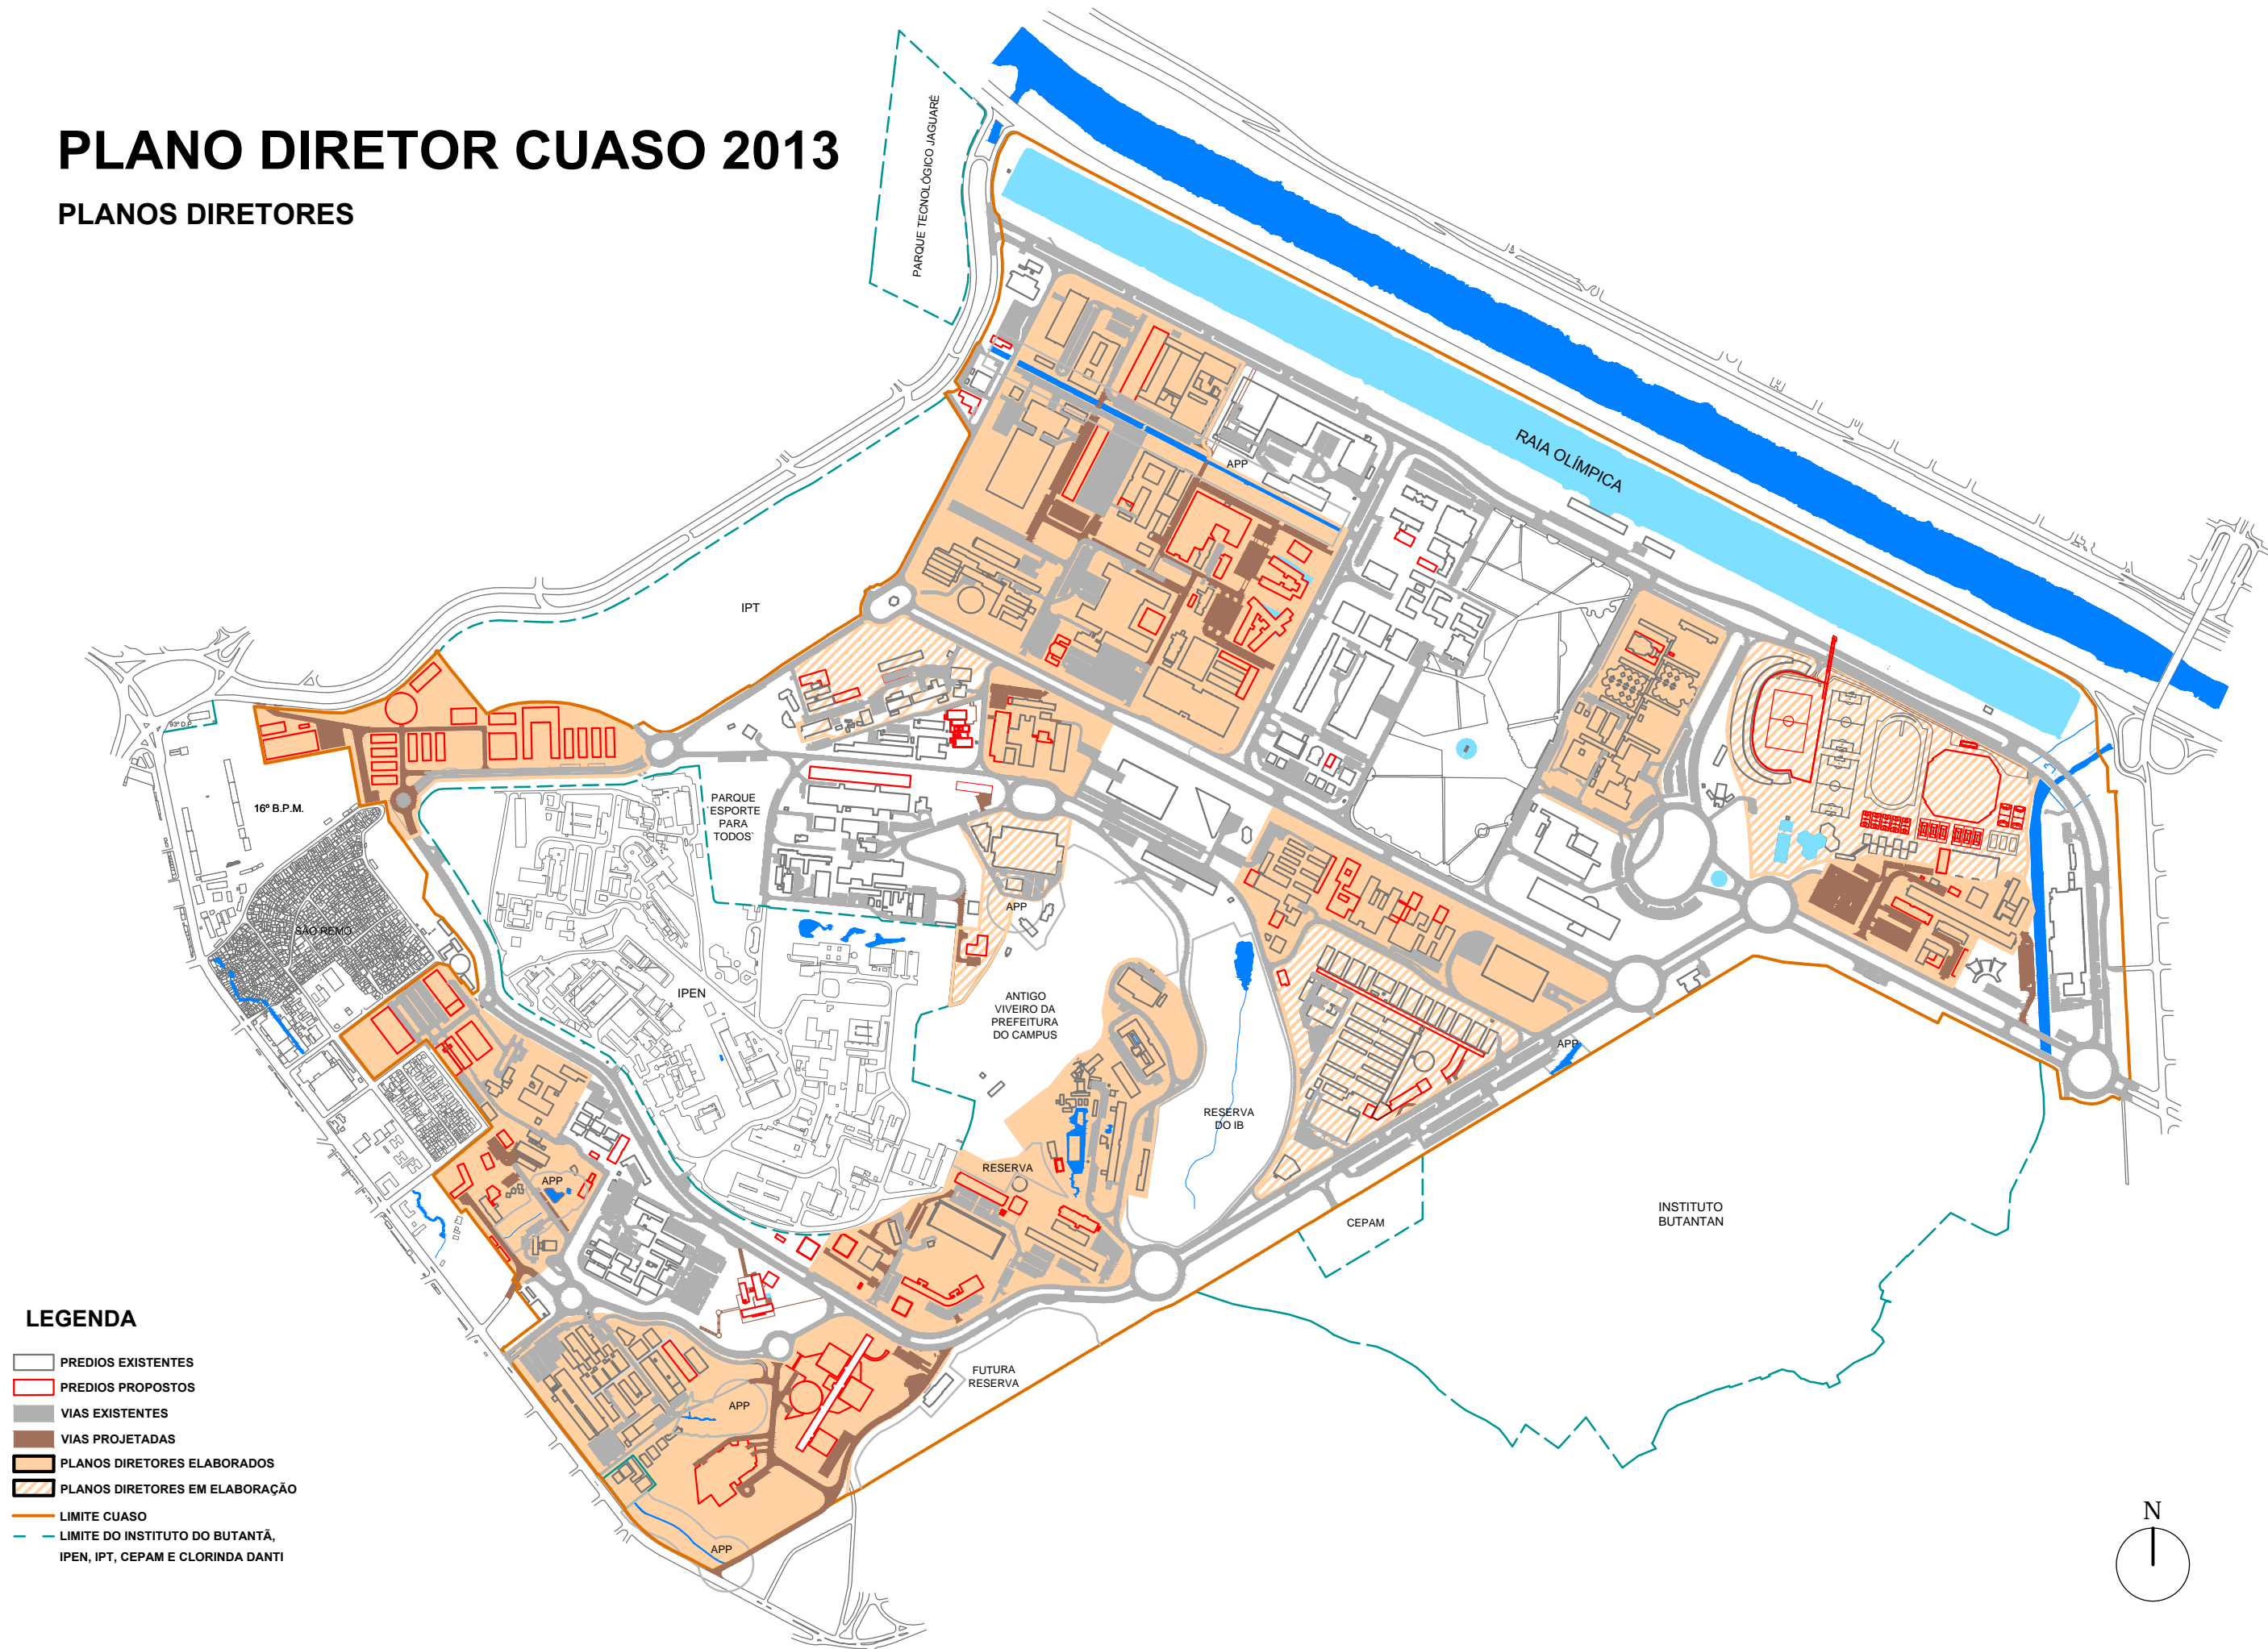 PLANO DIRETOR CUASO 2013
PLANOS DIRETORES
PARQUE TECNOLÓGICO JAGUARÉ
RAIA OLÍMPICA
APP
IPT
93º D.P.
16º B.P.M.
PARQUE
ESPORTE
PARA
TODOS
SÃO REMO
IPEN
APP
ANTIGO
VIVEIRO DA
PREFEITURA
DO CAMPUS
APP
RESERVA
DO IB
RESERVA
APP
CEPAM
INSTITUTO
BUTANTAN
FUTURA
RESERVA
APP
APP
LEGENDA
PREDIOS EXISTENTES
PREDIOS PROPOSTOS
VIAS EXISTENTES
VIAS PROJETADAS
PLANOS DIRETORES ELABORADOS
PLANOS DIRETORES EM ELABORAÇÃO
LIMITE CUASO
LIMITE DO INSTITUTO DO BUTANTÃ,
IPEN, IPT, CEPAM E CLORINDA DANTI
N